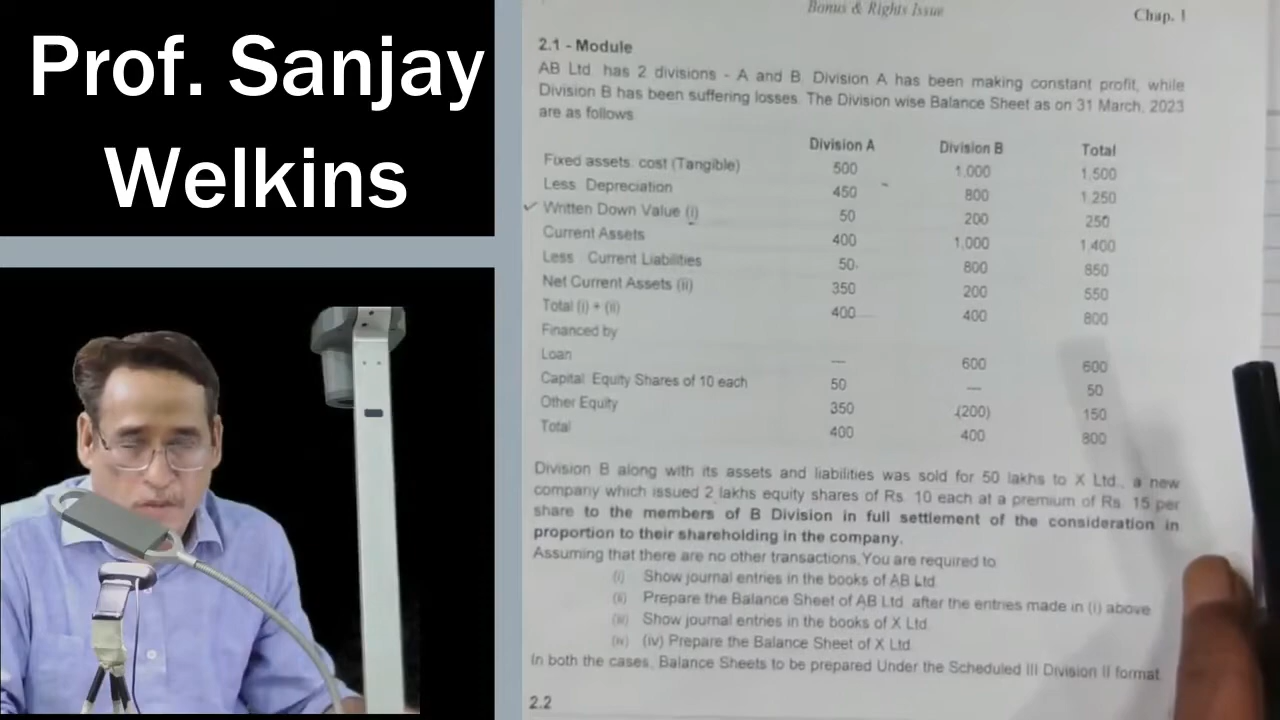 Prof. Sanjay
Welkins
Bonus & Rights Issue Chap. 1
2.1 - Module
AB Ltd. has 2 divisions - A and B. Division A has been making constant profit, while
Division B has been suffering losses. The Division wise Balance Sheet as on 31 March, 2023
are as follows
Division A Division B Total
Fixed assets cost (Tangible) 500 1,000 1,500
Less Depreciation 450 800 1 250
Written Down Value (i) 50 200 250
Current Assets 400 1,000 1,400
Less Current Liabilities 50 800 850
Net Current Assets (ii) 350 200 550
Total (i) + (ii) 400 400 800
Financed by
Loan — 600 600
Capital Equity Shares of 10 each 50 — 50
Other Equity 350 (200) 150
Total 400 400 800
Division B along with its assets and liabilities was sold for 50 lakhs to X Ltd., a new
company which issued 2 lakhs equity shares of Rs. 10 each at a premium of Rs. 15 per
share to the members of B Division in full settlement of the consideration in
proportion to their shareholding in the company.
Assuming that there are no other transactions, You are required to
(i) Show journal entries in the books of AB Ltd.
(ii) Prepare the Balance Sheet of AB Ltd. after the entries made in (i) above
(iii) Show journal entries in the books of X Ltd.
(iv) (iv) Prepare the Balance Sheet of X Ltd.
In both the cases, Balance Sheets to be prepared Under the Scheduled III Division II format.
2.2